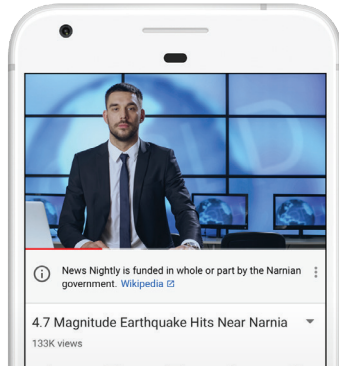 News Nightly is funded in whole or part by the Narnian
government. Wikipedia
4.7 Magnitude Earthquake Hits Near Narnia
133K views